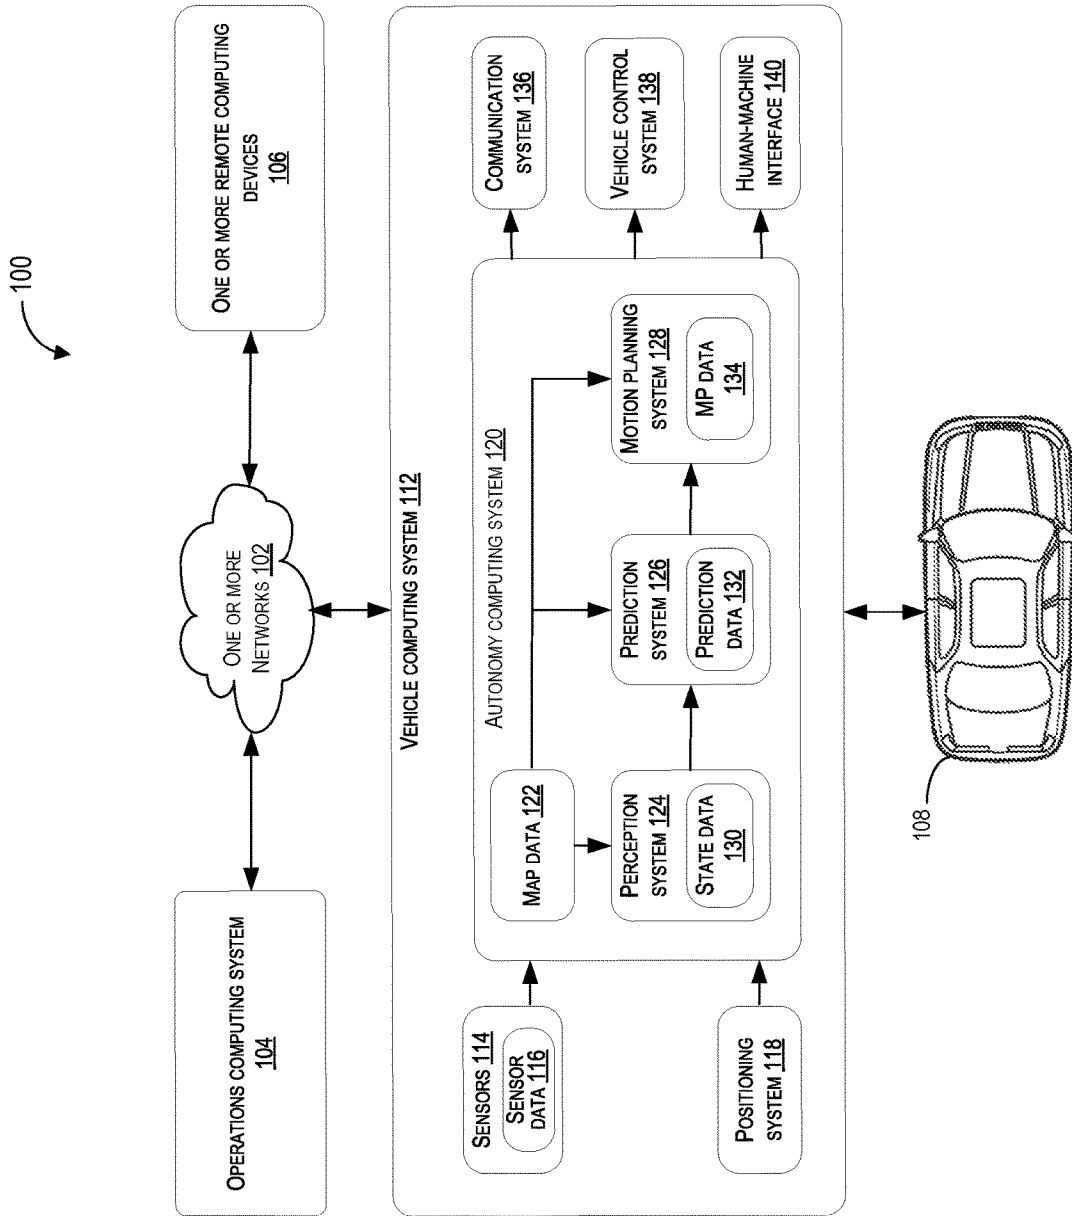 100
OPERATIONS COMPUTING SYSTEM
104
ONE OR MORE
NETWORKS 102
ONE OR MORE REMOTE COMPUTING
DEVICES
106
VEHICLE COMPUTING SYSTEM 112
SENSORS 114
SENSOR
DATA 116
POSITIONING
SYSTEM 118
AUTONOMY COMPUTING SYSTEM 120
MAP DATA 122
PERCEPTION
SYSTEM 124
STATE DATA
130
PREDICTION
SYSTEM 126
PREDICTION
DATA 132
MOTION PLANNING
SYSTEM 128
MP DATA
134
COMMUNICATION
SYSTEM 136
VEHICLE CONTROL
SYSTEM 138
HUMAN-MACHINE
INTERFACE 140
108